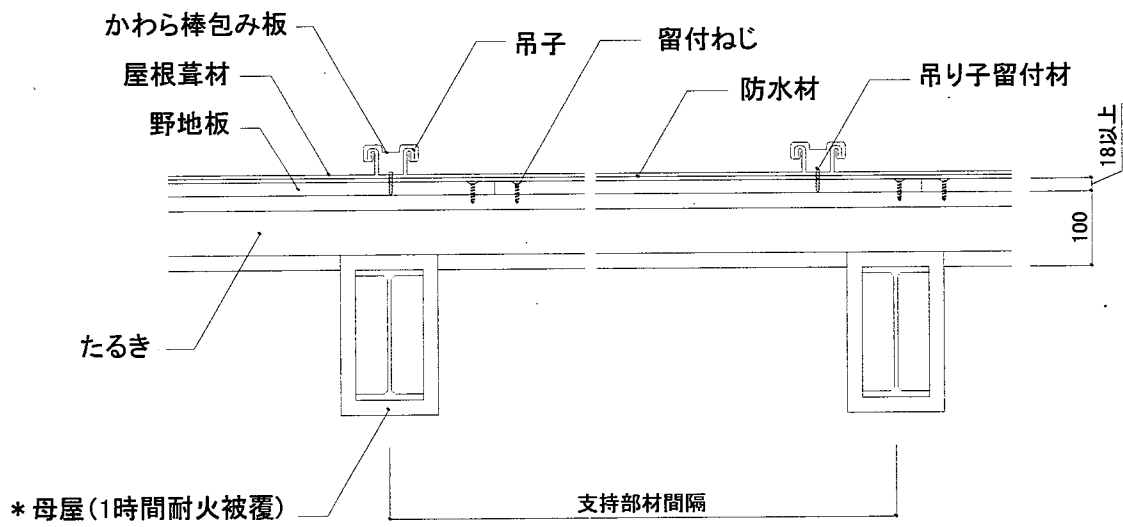 かわら棒包み板
吊子
留付ねじ
屋根葺材
防水材
吊り子留付材
野地板
18以上
100
たるき
*母屋(1時間耐火被覆)
支持部材間隔